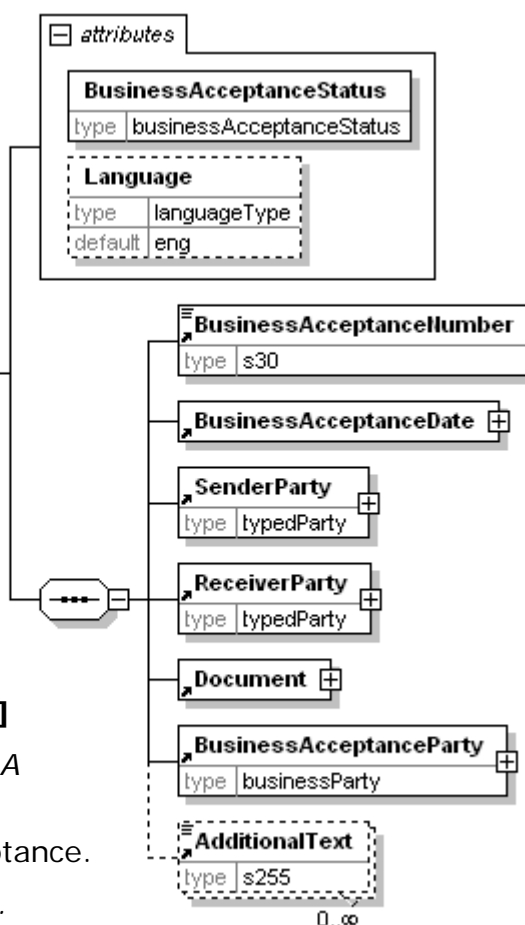 attributes
BusinessAcceptanceStatus
type businessAcceptanceStatus
Language
type languageType
default eng
BusinessAcceptanceNumber
type s30
BusinessAcceptanceDate
SenderParty
type typedParty
ReceiverParty
type typedParty
Document
]
BusinessAcceptanceParty
A
type businessParty
AdditionalText
ptance.
type s255
.
0..∞